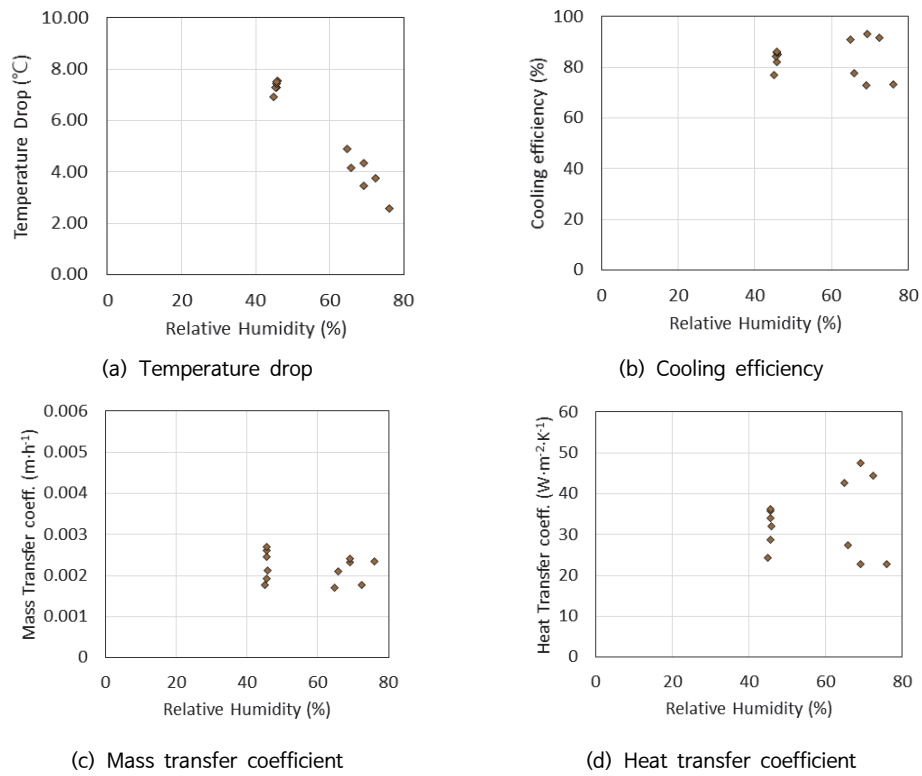 10.00
8.00
6.00
4.00
2.00
0.00
Temperature Drop (℃)
0 20 40 60 80
Relative Humidity (%)
(a) Temperature drop
100
80
60
40
20
0
Cooling efficiency (%)
0 20 40 60 80
Relative Humidity (%)
(b) Cooling efficiency
0.006
0.005
0.004
0.003
0.002
0.001
0
Mass Transfer coeff. (m·h⁻¹)
0 20 40 60 80
Relative Humidity (%)
(c) Mass transfer coefficient
60
50
40
30
20
10
0
Heat Transfer coeff. (W·m⁻²·K⁻¹)
0 20 40 60 80
Relative Humidity (%)
(d) Heat transfer coefficient